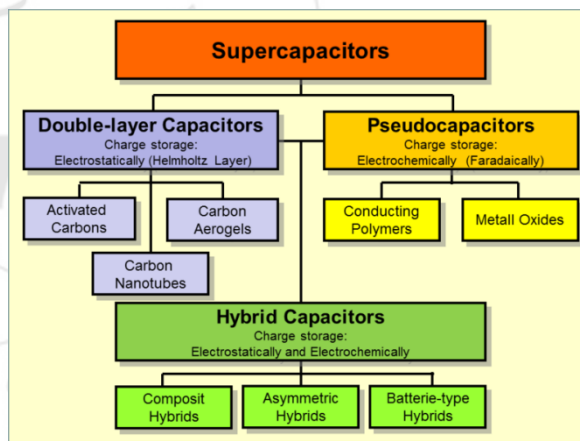 Supercapacitors
Double-layer Capacitors
Charge storage:
Electrostatically (Helmholtz Layer)
Pseudocapacitors
Charge storage:
Electrochemically (Faradaically)
Activated
Carbons
Carbon
Aerogels
Carbon
Nanotubes
Conducting
Polymers
Metall Oxides
Hybrid Capacitors
Charge storage:
Electrostatically and Electrochemically
Composit
Hybrids
Asymmetric
Hybrids
Batterie-type
Hybrids